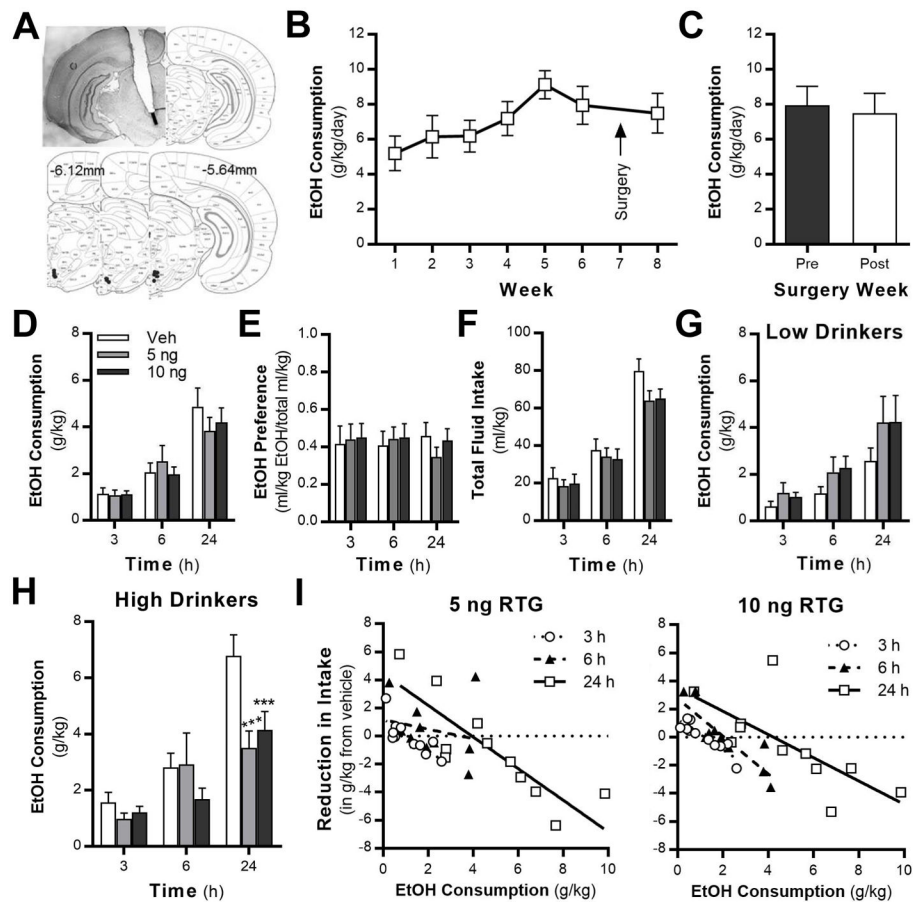 A
-6.12mm
-5.64mm
B
EtOH Consumption
(g/kg/day)
12
10
8
6
4
2
0
Surgery
1 2 3 4 5 6 7 8
Week
C
EtOH Consumption
(g/kg/day)
12
10
8
6
4
2
0
Pre Post
Surgery Week
D
EtOH Consumption
(g/kg)
8
6
4
2
0
Veh
5 ng
10 ng
3 6 24
Time (h)
E
EtOH Preference
(ml/kg EtOH/total ml/kg)
1.0
0.8
0.6
0.4
0.2
0.0
3 6 24
Time (h)
F
Total Fluid Intake
(ml/kg)
100
80
60
40
20
0
3 6 24
Time (h)
G
Low Drinkers
EtOH Consumption
(g/kg)
8
6
4
2
0
3 6 24
Time (h)
H
High Drinkers
EtOH Consumption
(g/kg)
8
6
4
2
0
*** ***
3 6 24
Time (h)
I
5 ng RTG
Reduction in Intake
(in g/kg from vehicle)
8
6
4
2
0
-2
-4
-6
-8
3 h
6 h
24 h
0 2 4 6 8 10
EtOH Consumption (g/kg)
10 ng RTG
8
6
4
2
0
-2
-4
-6
-8
3 h
6 h
24 h
0 2 4 6 8 10
EtOH Consumption (g/kg)